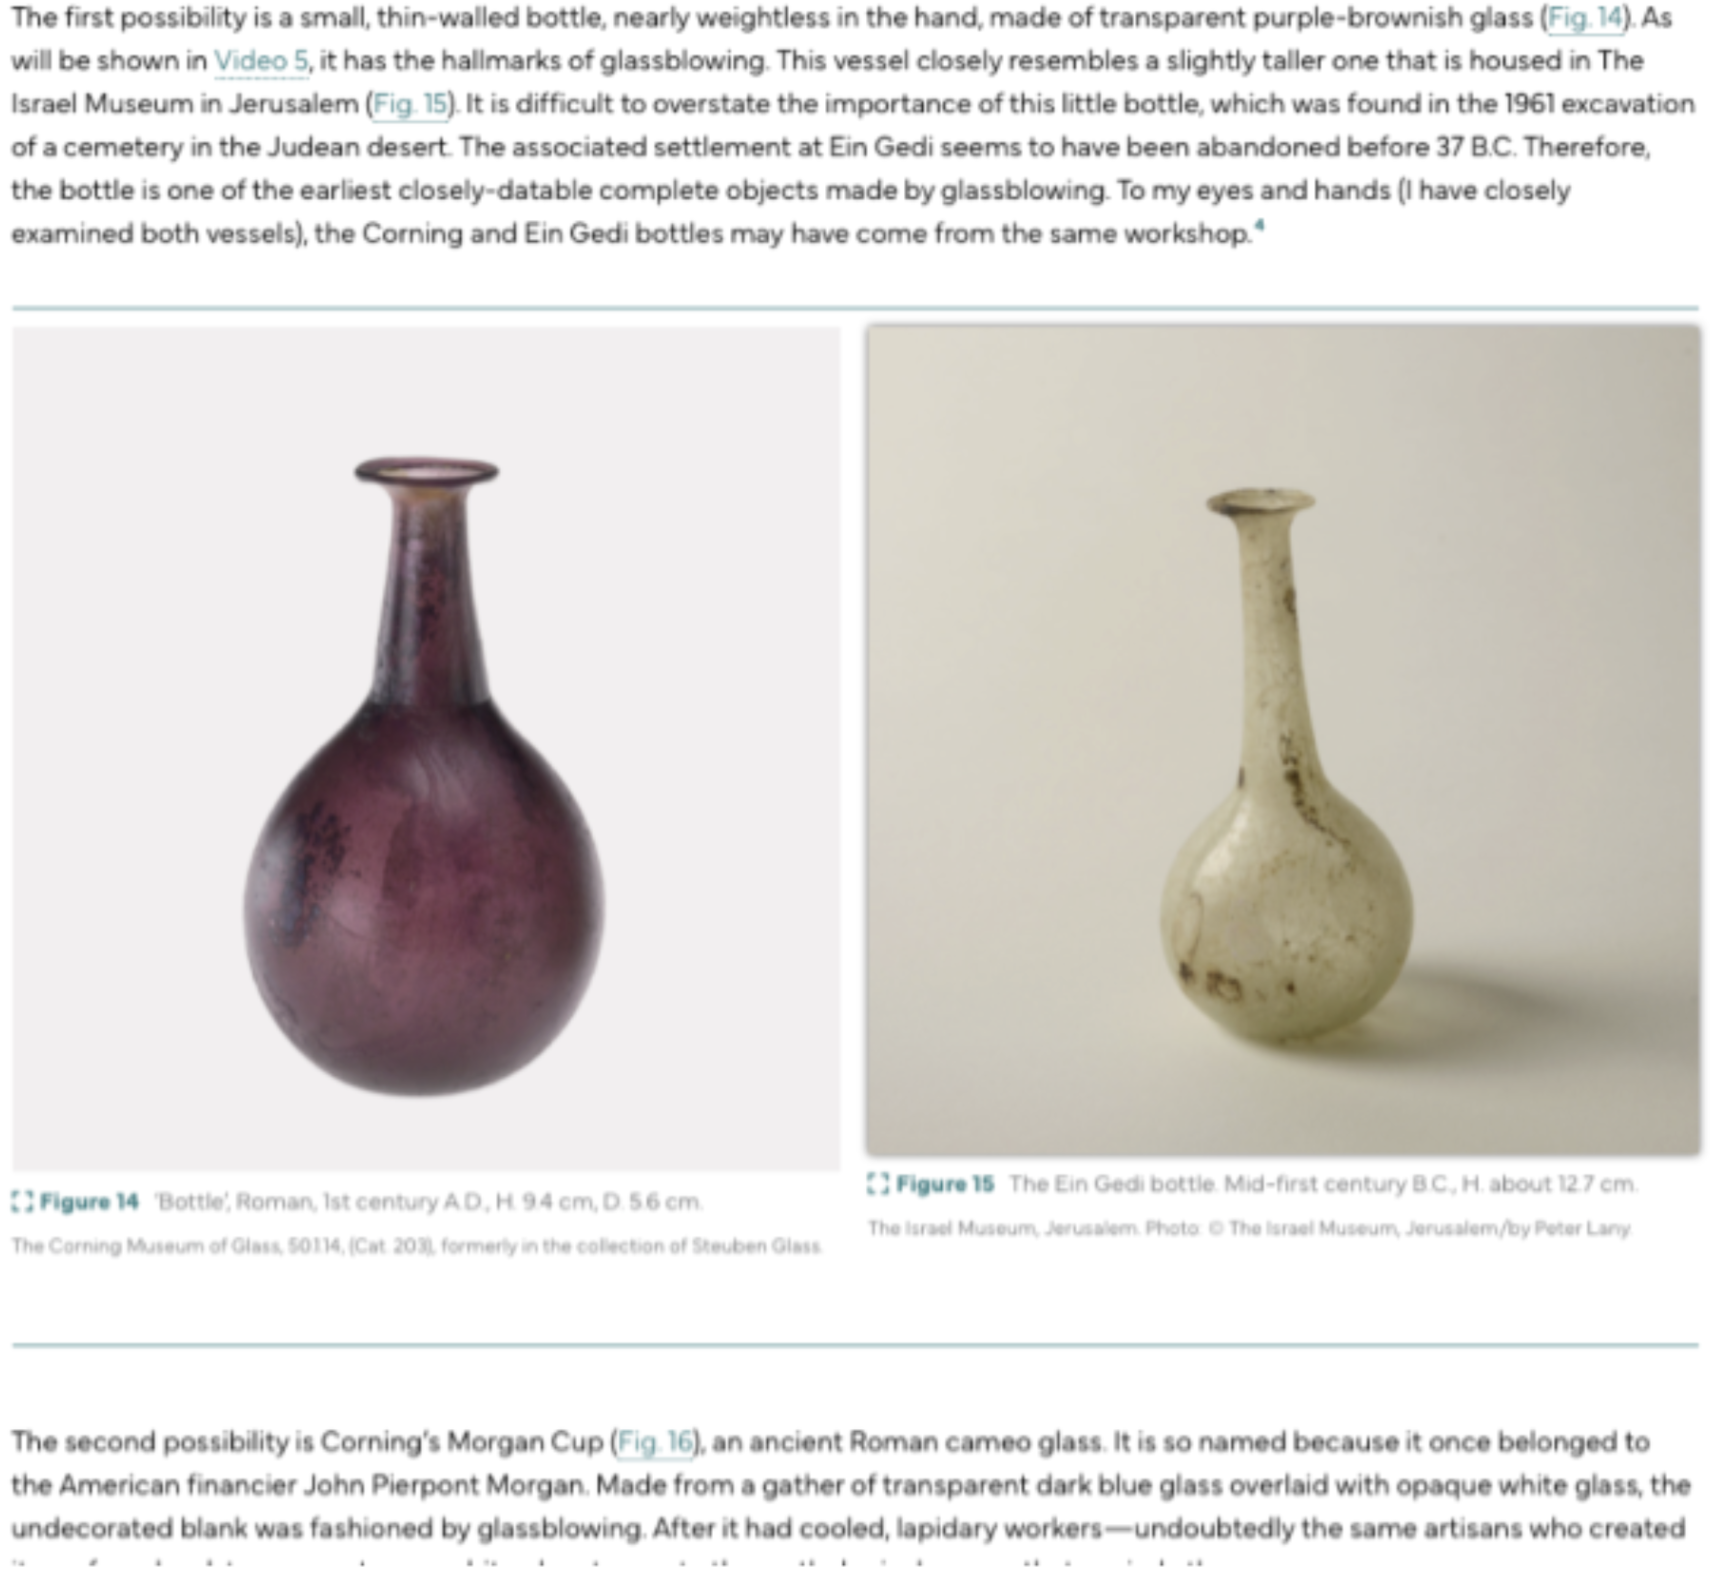 The first possibility is a small, thin-walled bottle, nearly weightless in the hand, made of transparent purple-brownish glass (Fig. 14). As
will be shown in Video 5, it has the hallmarks of glassblowing. This vessel closely resembles a slightly taller one that is housed in The
Israel Museum in Jerusalem (Fig. 15). It is difficult to overstate the importance of this little bottle, which was found in the 1961 excavation
of a cemetery in the Judean desert. The associated settlement at Ein Gedi seems to have been abandoned before 37 B.C. Therefore,
the bottle is one of the earliest closely-datable complete objects made by glassblowing. To my eyes and hands (I have closely
examined both vessels), the Corning and Ein Gedi bottles may have come from the same workshop.⁴
Figure 14 'Bottle', Roman, 1st century A.D., H. 9.4 cm, D. 5.6 cm.
The Corning Museum of Glass, 50.1.14, (Cat. 203), formerly in the collection of Steuben Glass.
Figure 15 The Ein Gedi bottle. Mid-first century B.C., H. about 12.7 cm.
The Israel Museum, Jerusalem. Photo: © The Israel Museum, Jerusalem/by Peter Lany.
The second possibility is Corning's Morgan Cup (Fig. 16), an ancient Roman cameo glass. It is so named because it once belonged to
the American financier John Pierpont Morgan. Made from a gather of transparent dark blue glass overlaid with opaque white glass, the
undecorated blank was fashioned by glassblowing. After it had cooled, lapidary workers—undoubtedly the same artisans who created